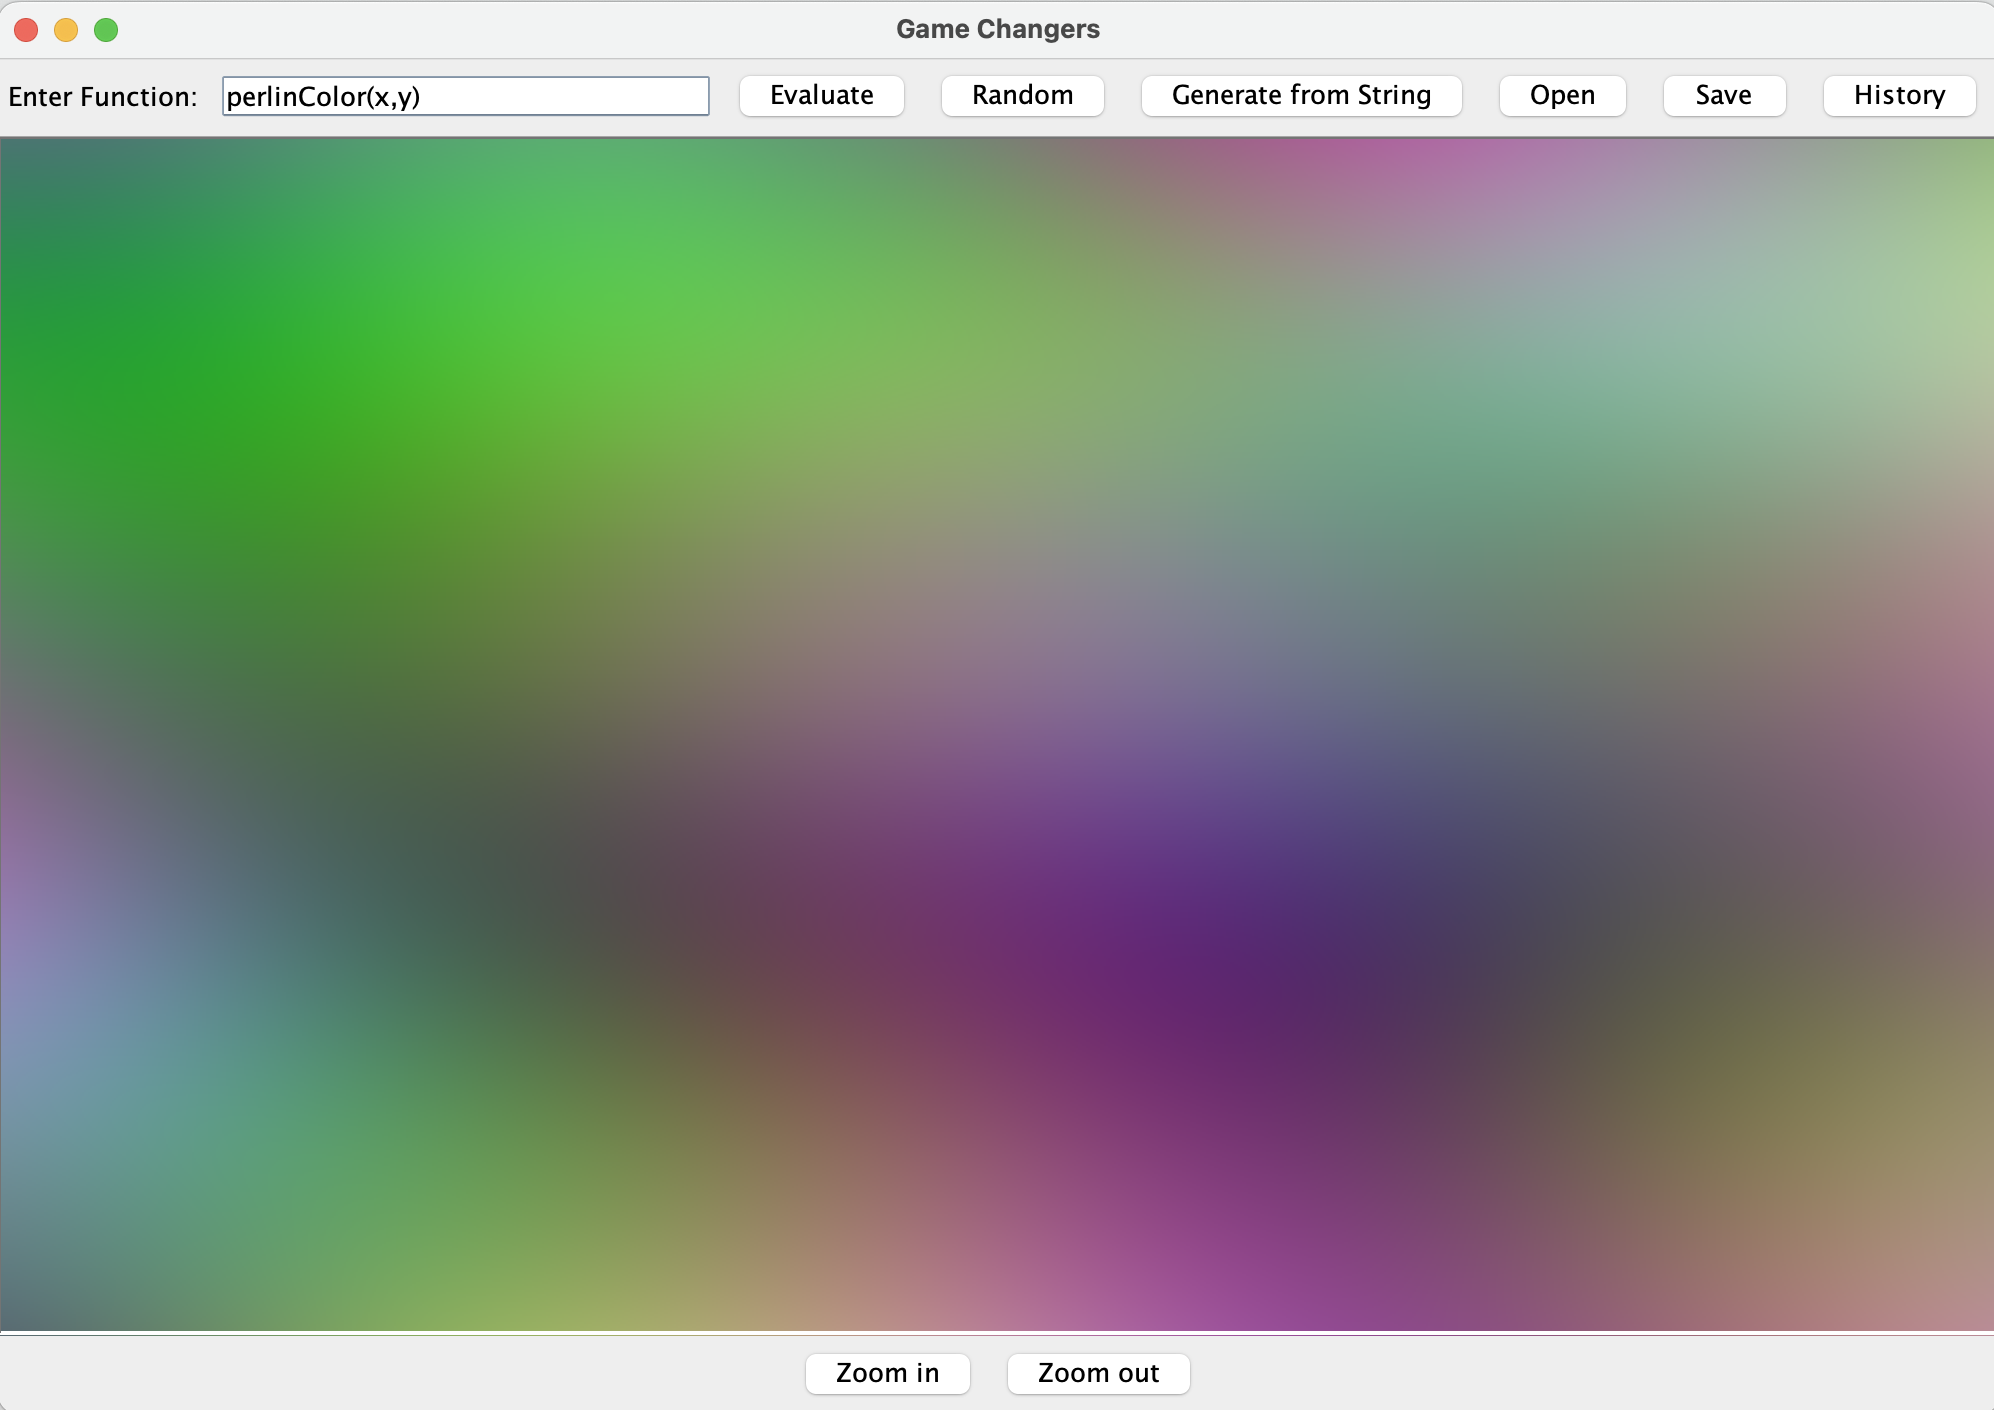 Game Changers
Enter Function: perlinColor(x,y) Evaluate Random Generate from String Open Save History
Zoom in Zoom out